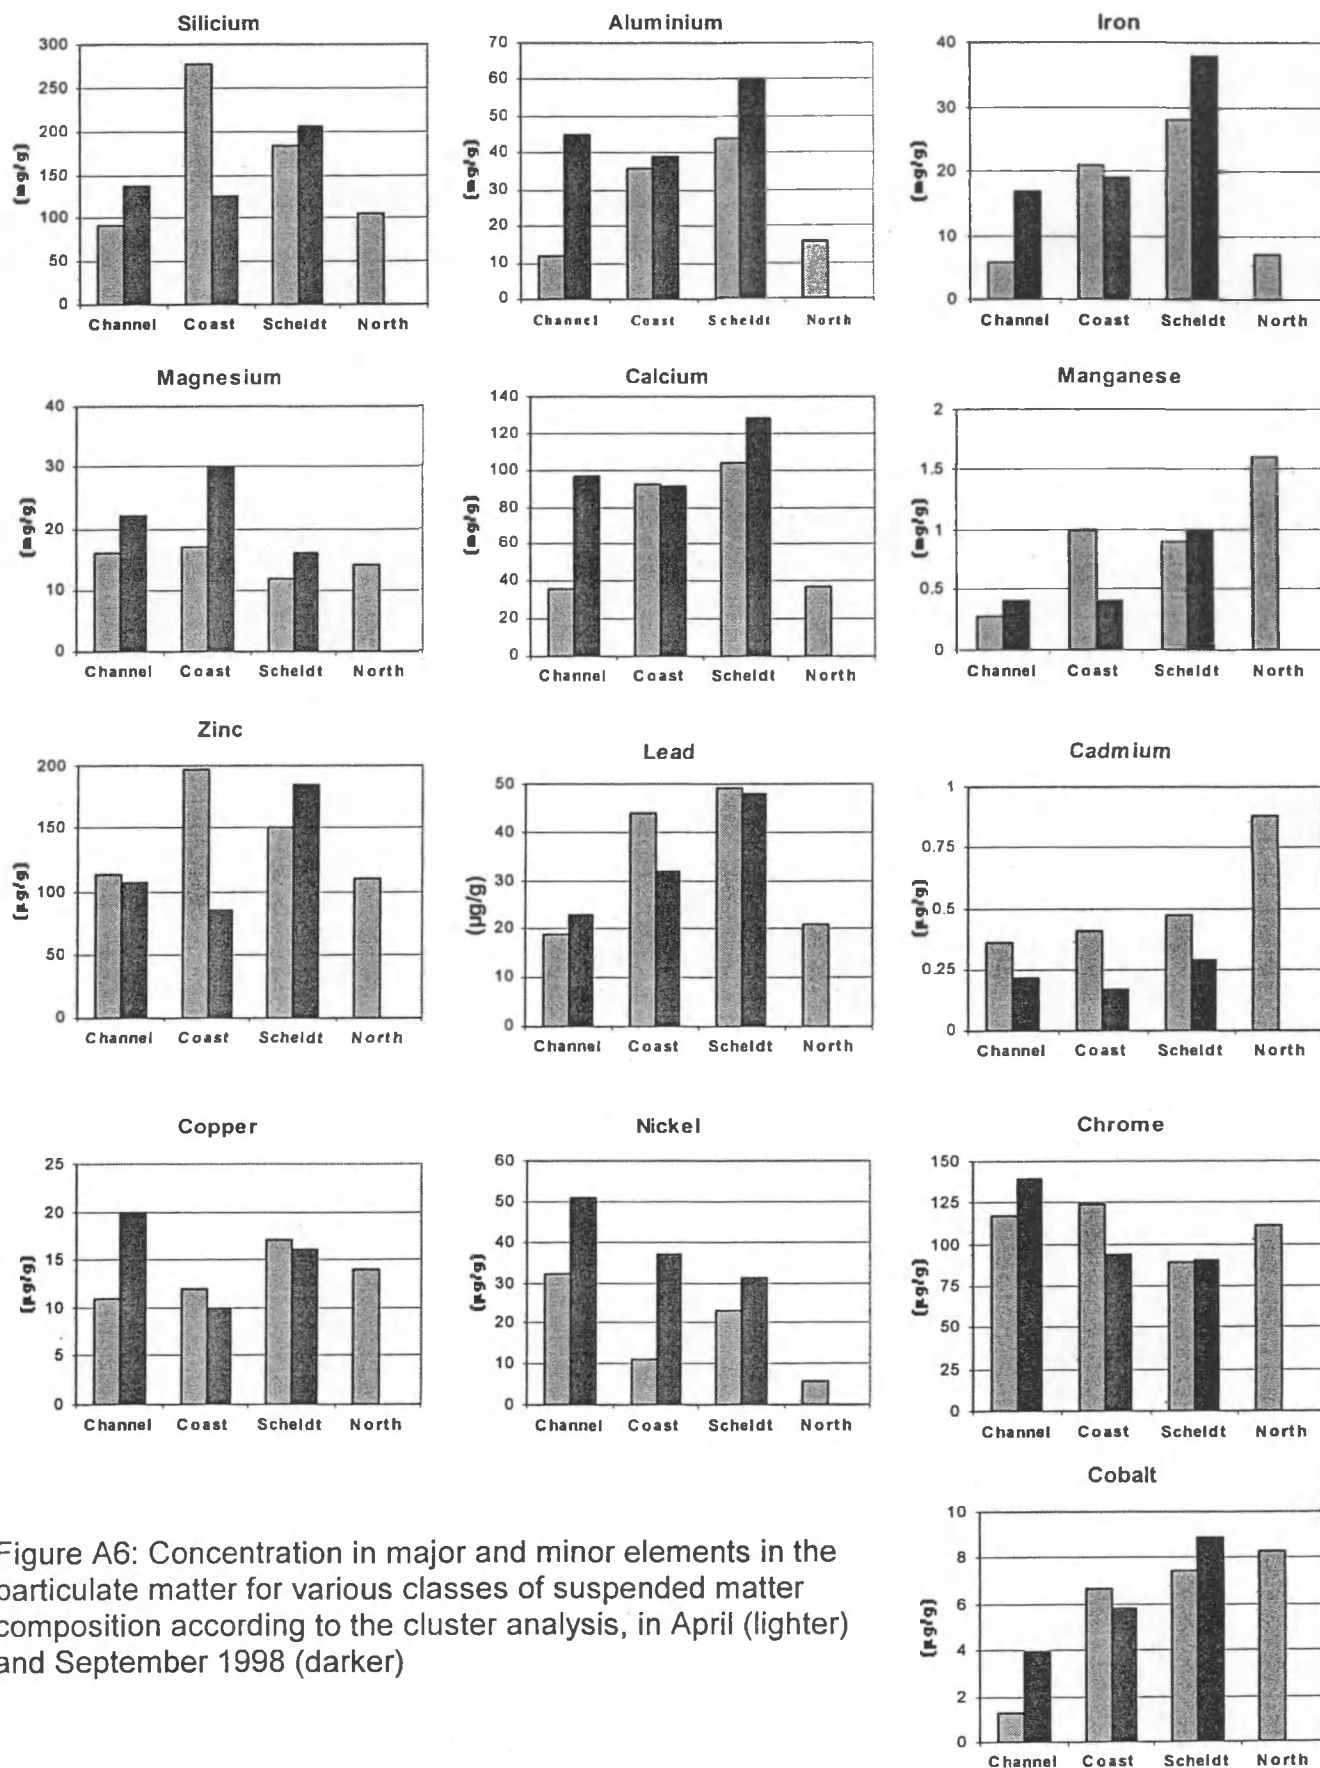 Silicium
300
250
200
150
100
50
0
(mg/g)
Channel Coast Scheldt North
Aluminium
70
60
50
40
30
20
10
0
(mg/g)
Channel Coast Scheldt North
Iron
40
30
20
10
0
(mg/g)
Channel Coast Scheldt North
Magnesium
40
30
20
10
0
(mg/g)
Channel Coast Scheldt North
Calcium
140
120
100
80
60
40
20
0
(mg/g)
Channel Coast Scheldt North
Manganese
2
1.5
1
0.5
0
(mg/g)
Channel Coast Scheldt North
Zinc
200
150
100
50
0
(µg/g)
Channel Coast Scheldt North
Lead
50
40
30
20
10
0
(µg/g)
Channel Coast Scheldt North
Cadmium
1
0.75
0.5
0.25
0
(µg/g)
Channel Coast Scheldt North
Copper
25
20
15
10
5
0
(µg/g)
Channel Coast Scheldt North
Nickel
60
50
40
30
20
10
0
(µg/g)
Channel Coast Scheldt North
Chrome
150
125
100
75
50
25
0
(µg/g)
Channel Coast Scheldt North
Cobalt
10
8
6
4
2
0
(µg/g)
Channel Coast Scheldt North
Figure A6: Concentration in major and minor elements in the
particulate matter for various classes of suspended matter
composition according to the cluster analysis, in April (lighter)
and September 1998 (darker)